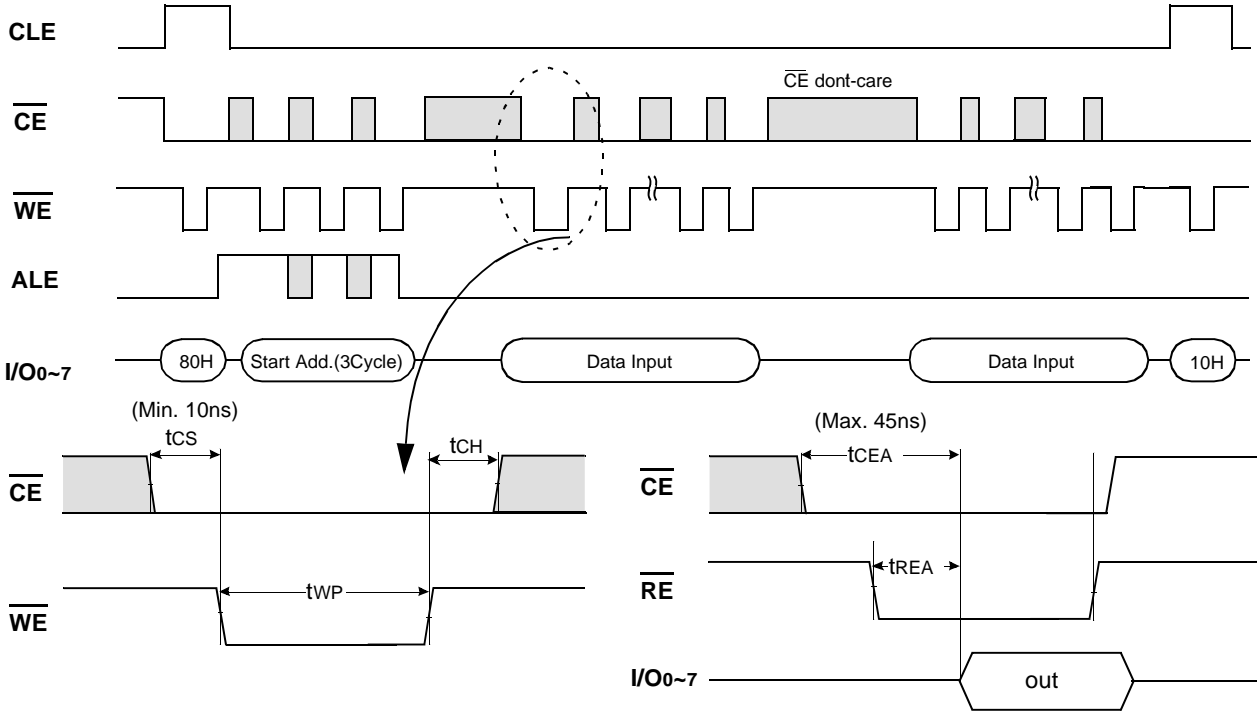 CLE
CE dont-care
CE
WE
ALE
I/O0~7
80H
Start Add.(3Cycle)
Data Input
Data Input
10H
(Min. 10ns)
tCS
tCH
CE
tWP
WE
(Max. 45ns)
tCEA
CE
tREA
RE
I/O0~7
out